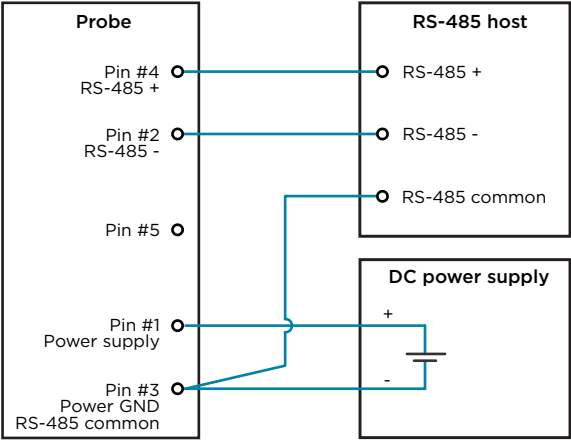 Probe
Pin #4
RS-485 +
Pin #2
RS-485 -
Pin #5
Pin #1
Power supply
Pin #3
Power GND
RS-485 common
RS-485 host
RS-485 +
RS-485 -
RS-485 common
DC power supply
+
-